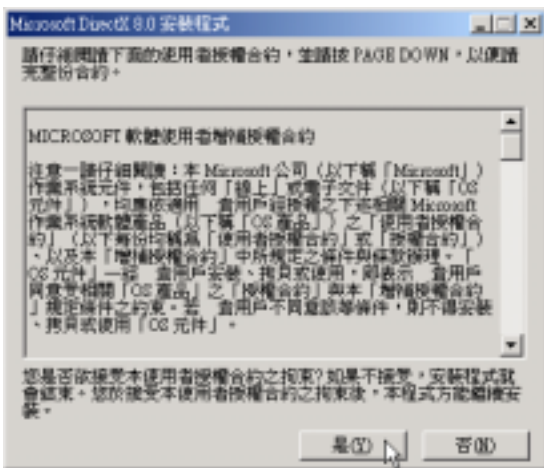 Microsoft DirectX 8.0 安裝程式
請仔細閱讀下面的使用者授權合約，並請按 PAGE DOWN，以便讀
完整份合約。
MICROSOFT 軟體使用者增補授權合約
注意－請仔細閱讀：本 Microsoft 公司（以下稱「Microsoft」）
作業系統元件，包括任何「線上」或電子文件（以下稱「OS
元件」），均應依適用 貴用戶經授權之下述相關 Microsoft
作業系統軟體產品（以下稱「OS 產品」）之「使用者授權合
約」（以下每份均稱為「使用者授權合約」或「授權合約」）
、以及本「增補授權合約」中所規定之條件與條款辦理。「
OS 元件」一經 貴用戶安裝、拷貝或使用，即表示 貴用戶
同意受相關「OS 產品」之「授權合約」與本「增補授權合約
」規定條件之約束。若 貴用戶不同意該等條件，則不得安裝
、拷貝或使用「OS 元件」。
您是否欲接受本使用者授權合約之拘束？如果不接受，安裝程式就
會結束。您於接受本使用者授權合約之拘束後，本程式方能繼續安
裝。
是(Y)
否(N)